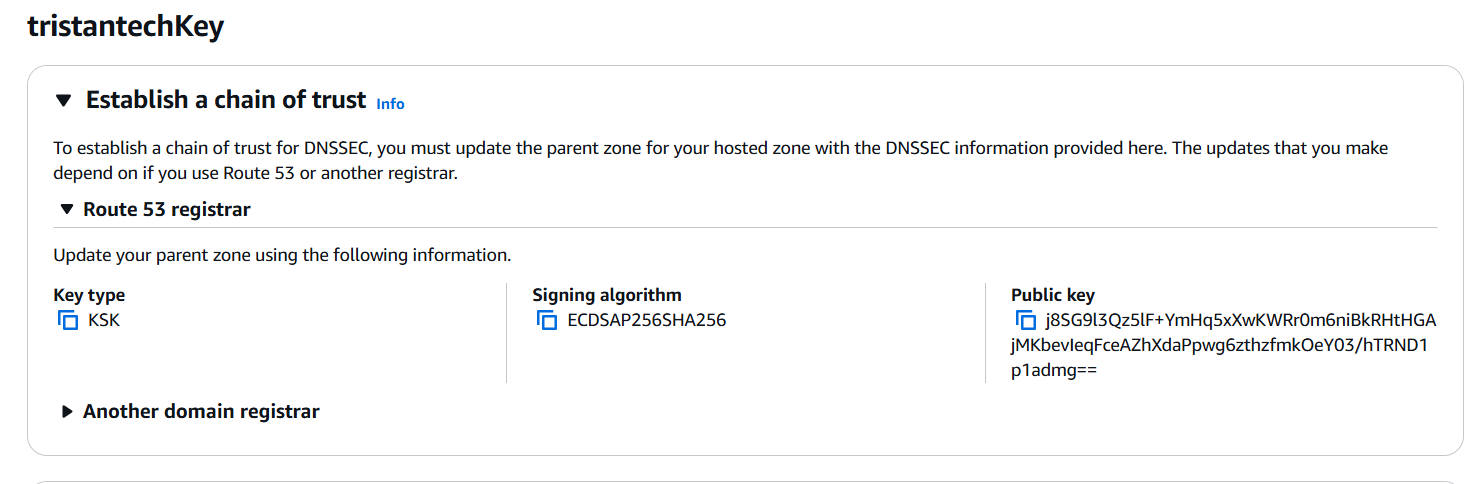 tristantechKey
Establish a chain of trust Info
To establish a chain of trust for DNSSEC, you must update the parent zone for your hosted zone with the DNSSEC information provided here. The updates that you make
depend on if you use Route 53 or another registrar.
Route 53 registrar
Update your parent zone using the following information.
Key type
KSK
Signing algorithm
ECDSAP256SHA256
Public key
j8SG9l3Qz5lF+YmHq5xXwKWRr0m6niBkRHtHGA
jMKbevIeqFceAZhXdaPpwg6zthzfmkOeY03/hTRND1
p1admg==
Another domain registrar